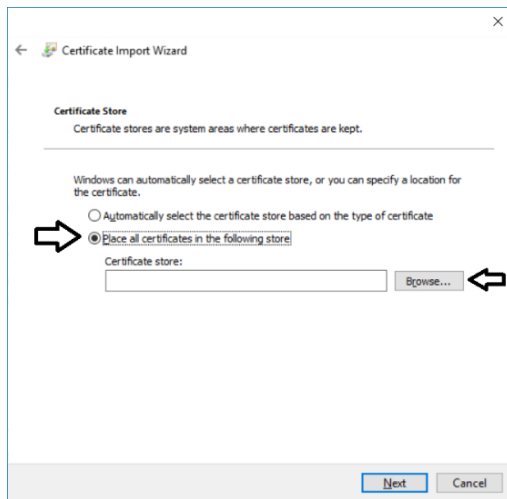 Certificate Import Wizard
Certificate Store
Certificate stores are system areas where certificates are kept.
Windows can automatically select a certificate store, or you can specify a location for
the certificate.
Automatically select the certificate store based on the type of certificate
Place all certificates in the following store
Certificate store:
Browse...
Next Cancel